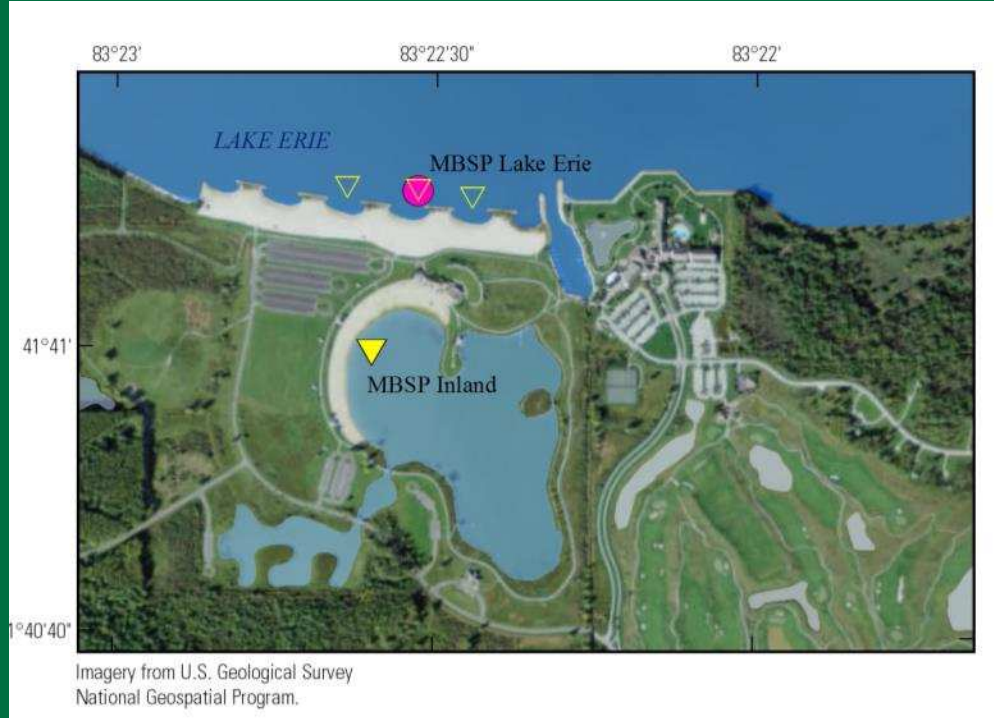 83°23' 83°22'30" 83°22'
LAKE ERIE
MBSP Lake Erie
41°41'
MBSP Inland
1°40'40"
Imagery from U.S. Geological Survey
National Geospatial Program.